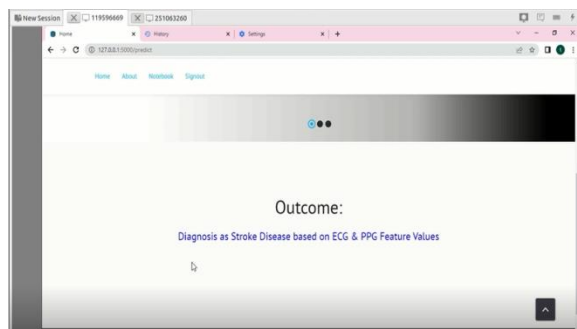 New Session 119596669 251063260
Home History Settings
127.0.0.1:5000/predict
Home About Notebook Signout
Outcome:
Diagnosis as Stroke Disease based on ECG & PPG Feature Values